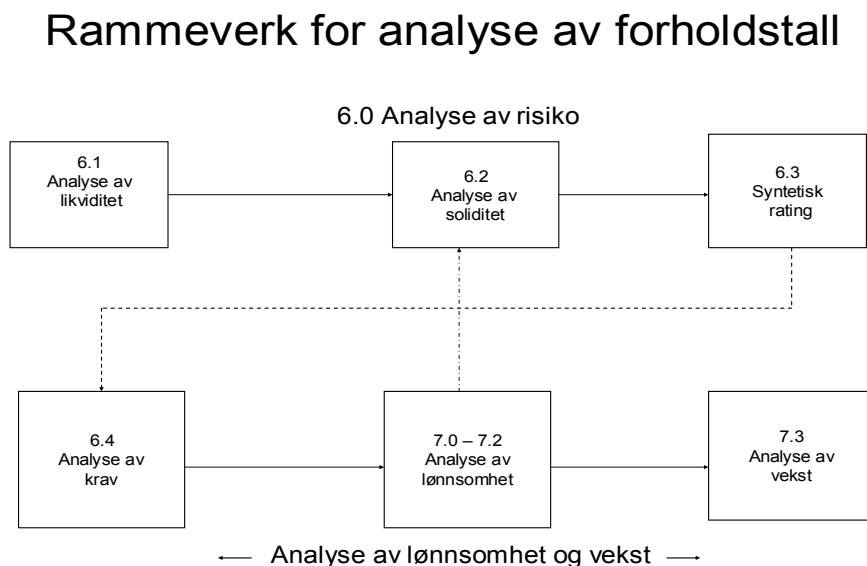 Rammeverk for analyse av forholdstall
6.0 Analyse av risiko
6.1
Analyse av
likviditet
6.2
Analyse av
soliditet
6.3
Syntetisk
rating
6.4
Analyse av
krav
7.0 – 7.2
Analyse av
lønnsomhet
7.3
Analyse av
vekst
Analyse av lønnsomhet og vekst